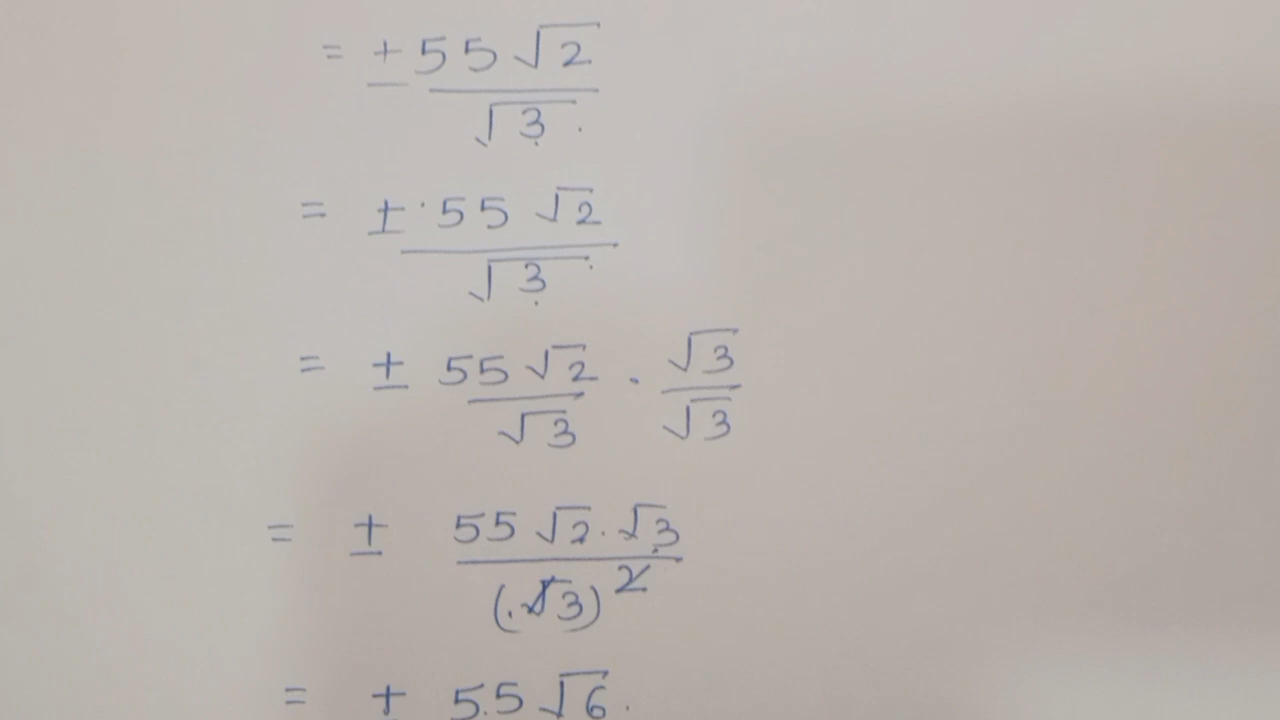 = ± 55 √2
√3
= ± 55 √2
√3
= ± 55 √2 . √3
√3 √3
= ± 55 √2 . √3
(√3)²
= ± 55 √6